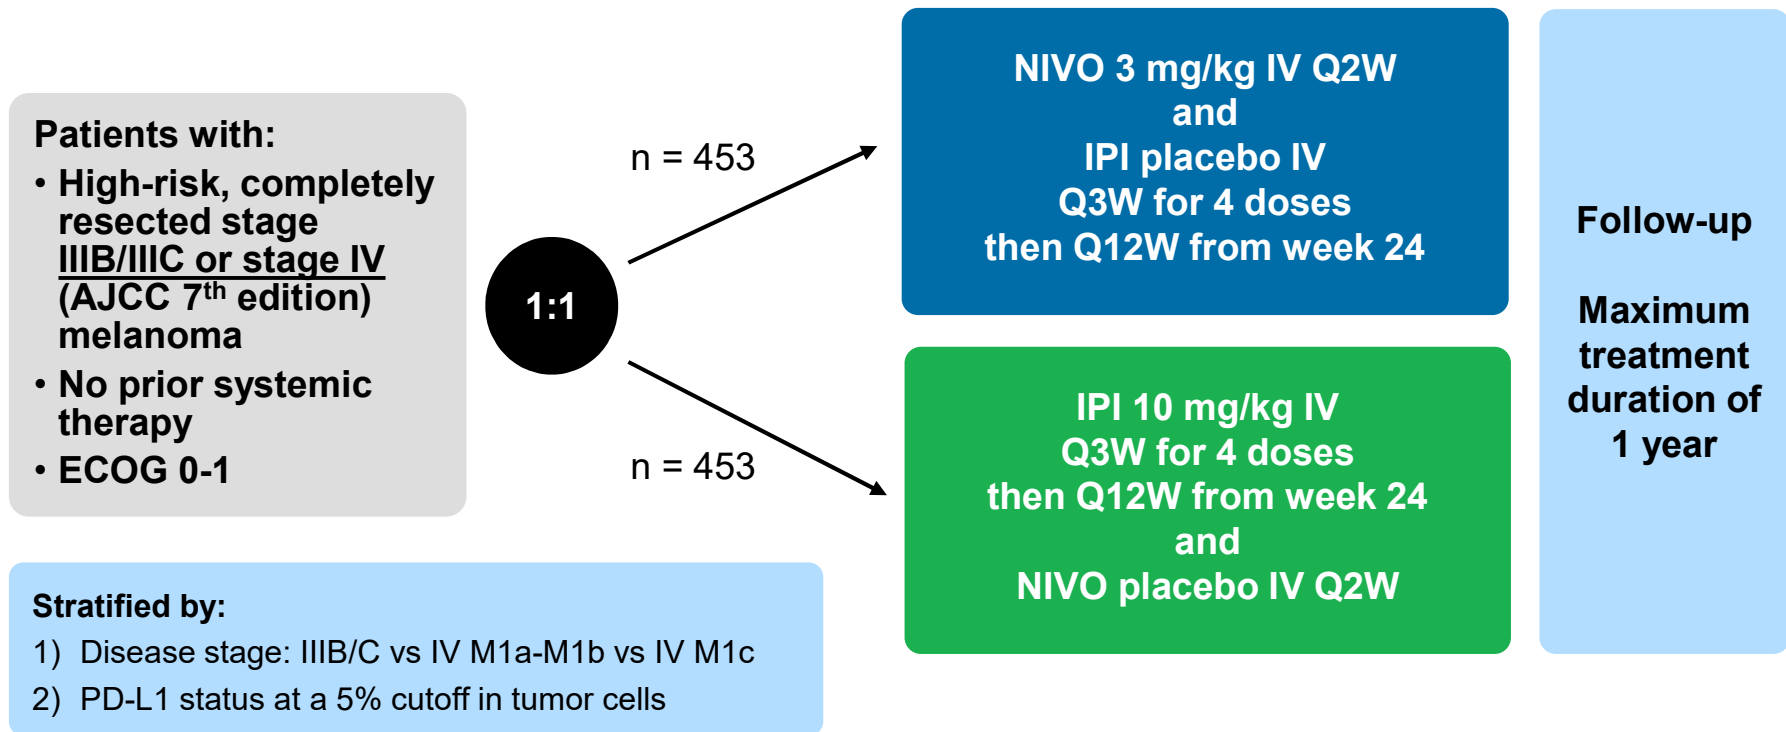 Patients with:
• High-risk, completely
resected stage
IIIB/IIIC or stage IV
(AJCC 7th edition)
melanoma
• No prior systemic
therapy
• ECOG 0-1
1:1
n = 453
n = 453
NIVO 3 mg/kg IV Q2W
and
IPI placebo IV
Q3W for 4 doses
then Q12W from week 24
IPI 10 mg/kg IV
Q3W for 4 doses
then Q12W from week 24
and
NIVO placebo IV Q2W
Follow-up
Maximum
treatment
duration of
1 year
Stratified by:
1) Disease stage: IIIB/C vs IV M1a-M1b vs IV M1c
2) PD-L1 status at a 5% cutoff in tumor cells